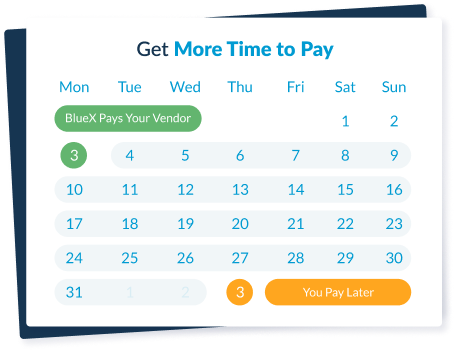 Get More Time to Pay
Mon Tue Wed Thu Fri Sat Sun
BlueX Pays Your Vendor 1 2
3 4 5 6 7 8 9
10 11 12 13 14 15 16
17 18 19 20 21 22 23
24 25 26 27 28 29 30
31 1 2 3 You Pay Later